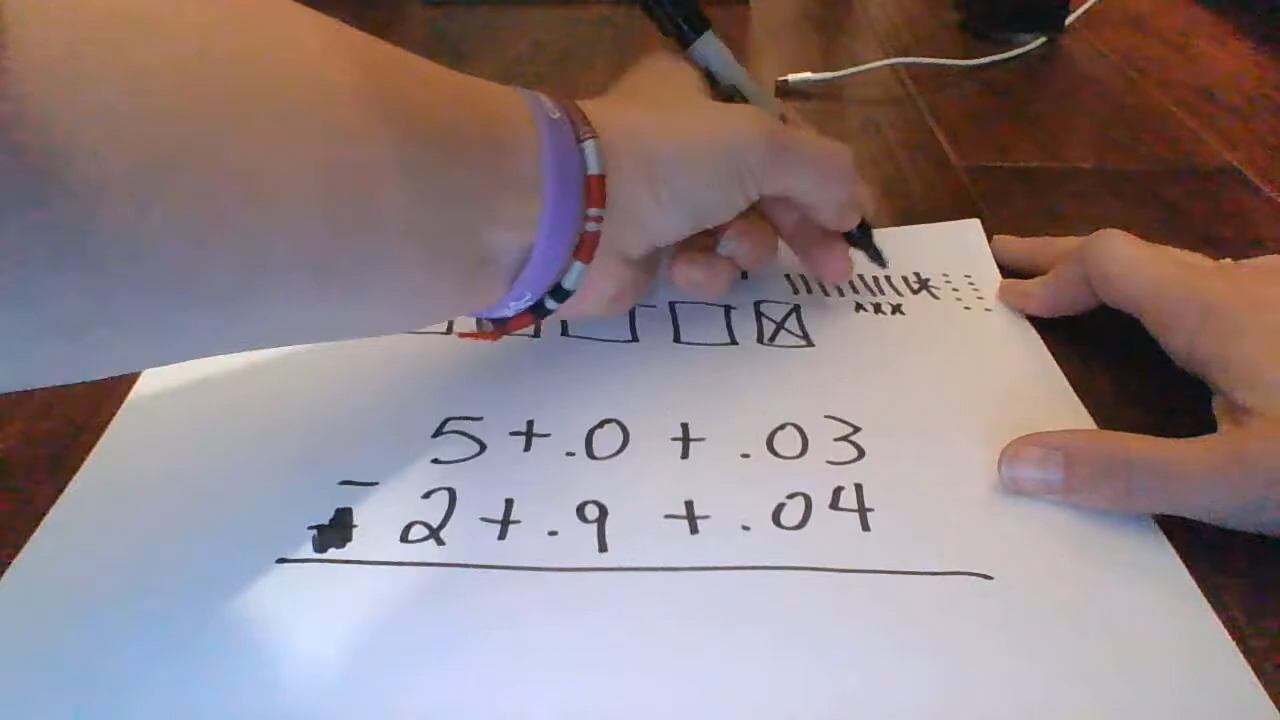 5 + .0 + .03
- 2 + .9 + .04